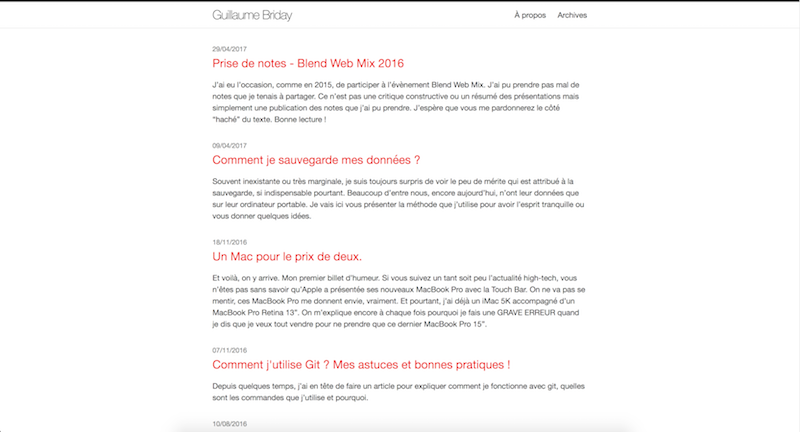 Guillaume Briday
À propos
Archives
29/04/2017
Prise de notes - Blend Web Mix 2016
J'ai eu l'occasion, comme en 2015, de participer à l'évènement Blend Web Mix. J'ai pu prendre pas mal de
notes que je tenais à partager. Ce n'est pas une critique constructive ou un résumé des présentations mais
simplement une publication des notes que j'ai pu prendre. J'espère que vous me pardonnerez le côté
“haché” du texte. Bonne lecture !
09/04/2017
Comment je sauvegarde mes données ?
Souvent inexistante ou très marginale, je suis toujours surpris de voir le peu de mérite qui est attribué à la
sauvegarde, si indispensable pourtant. Beaucoup d'entre nous, encore aujourd'hui, n'ont leur données que
sur leur ordinateur portable. Je vais ici vous présenter la méthode que j'utilise pour avoir l'esprit tranquille ou
vous donner quelques idées.
18/11/2016
Un Mac pour le prix de deux.
Et voilà, on y arrive. Mon premier billet d'humeur. Si vous suivez un tant soit peu l'actualité high-tech, vous
n'êtes pas sans savoir qu'Apple a présentée ses nouveaux MacBook Pro avec la Touch Bar. On ne va pas se
mentir, ces MacBook Pro me donnent envie, vraiment. Et pourtant, j'ai déjà un iMac 5K accompagné d'un
MacBook Pro Retina 13”. On m'explique encore à chaque fois pourquoi je fais une GRAVE ERREUR quand
je dis que je veux tout vendre pour ne prendre que ce dernier MacBook Pro 15”.
07/11/2016
Comment j'utilise Git ? Mes astuces et bonnes pratiques !
Depuis quelques temps, j'ai en tête de faire un article pour expliquer comment je fonctionne avec git, quelles
sont les commandes que j'utilise et pourquoi.
10/08/2016